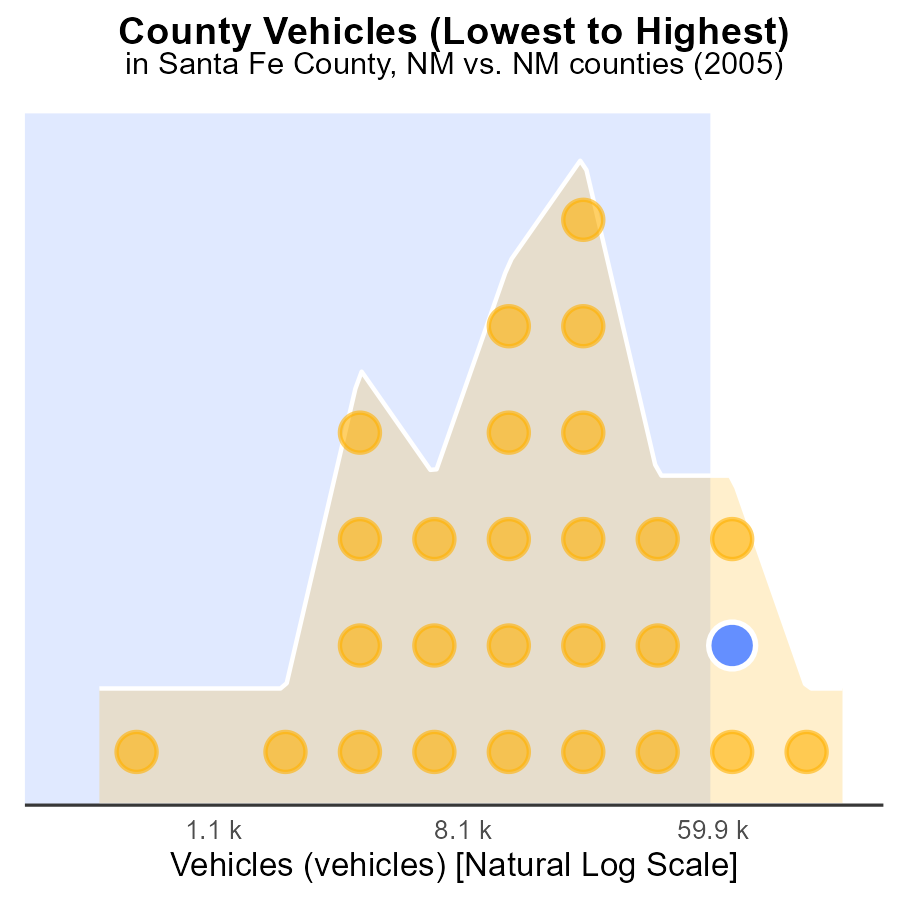 County Vehicles (Lowest to Highest)
in Santa Fe County, NM vs. NM counties (2005)
1.1 k 8.1 k 59.9 k
Vehicles (vehicles) [Natural Log Scale]